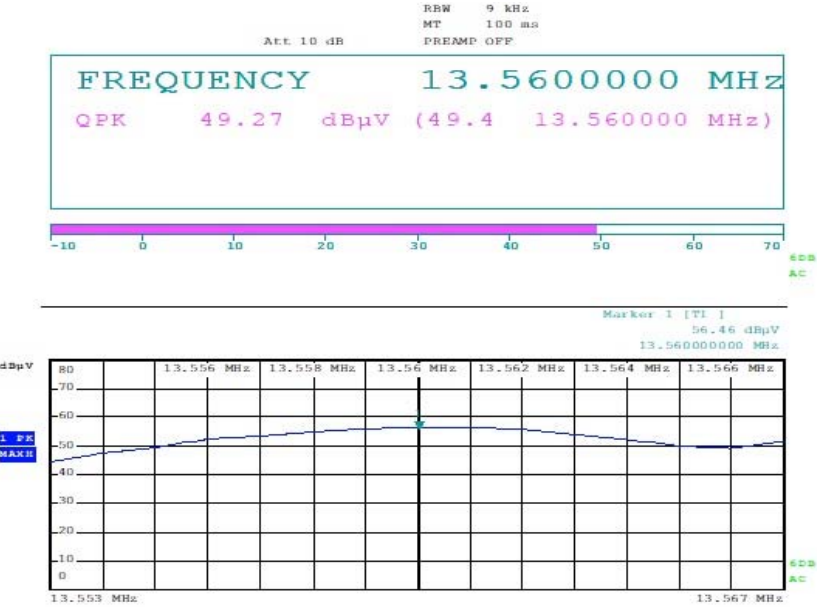 RBW 9 kHz
MT 100 ms
Att 10 dB PREAMP OFF
FREQUENCY 13.5600000 MHz
QPK 49.27 dBµV (49.4 13.560000 MHz)
-10 0 10 20 30 40 50 60 70
6DB
AC
Marker 1 [T1 ]
56.46 dBµV
13.560000000 MHz
dBµV 80 13.556 MHz 13.558 MHz 13.56 MHz 13.562 MHz 13.564 MHz 13.566 MHz
70
60
1 PK
MAXH
50
40
30
20
10
0
6DB
AC
13.553 MHz 13.567 MHz